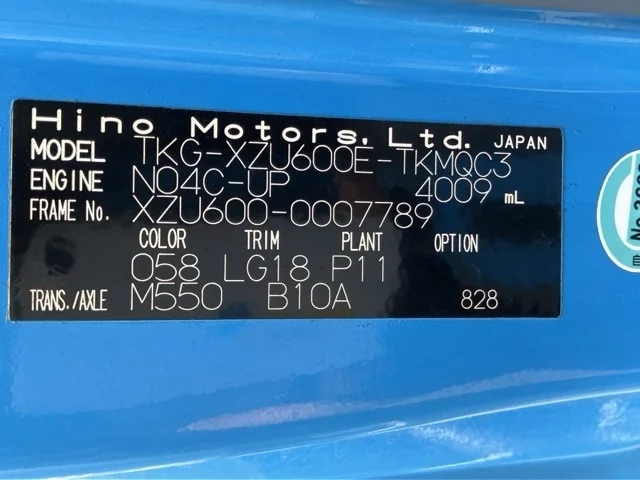 Hino Motors, Ltd. JAPAN
MODEL TKG-XZU600E-TKMQC3
ENGINE N04C-UP 4009 mL
FRAME No. XZU600-0007789
COLOR TRIM PLANT OPTION
058 LG18 P11
TRANS./AXLE M550 B10A 828